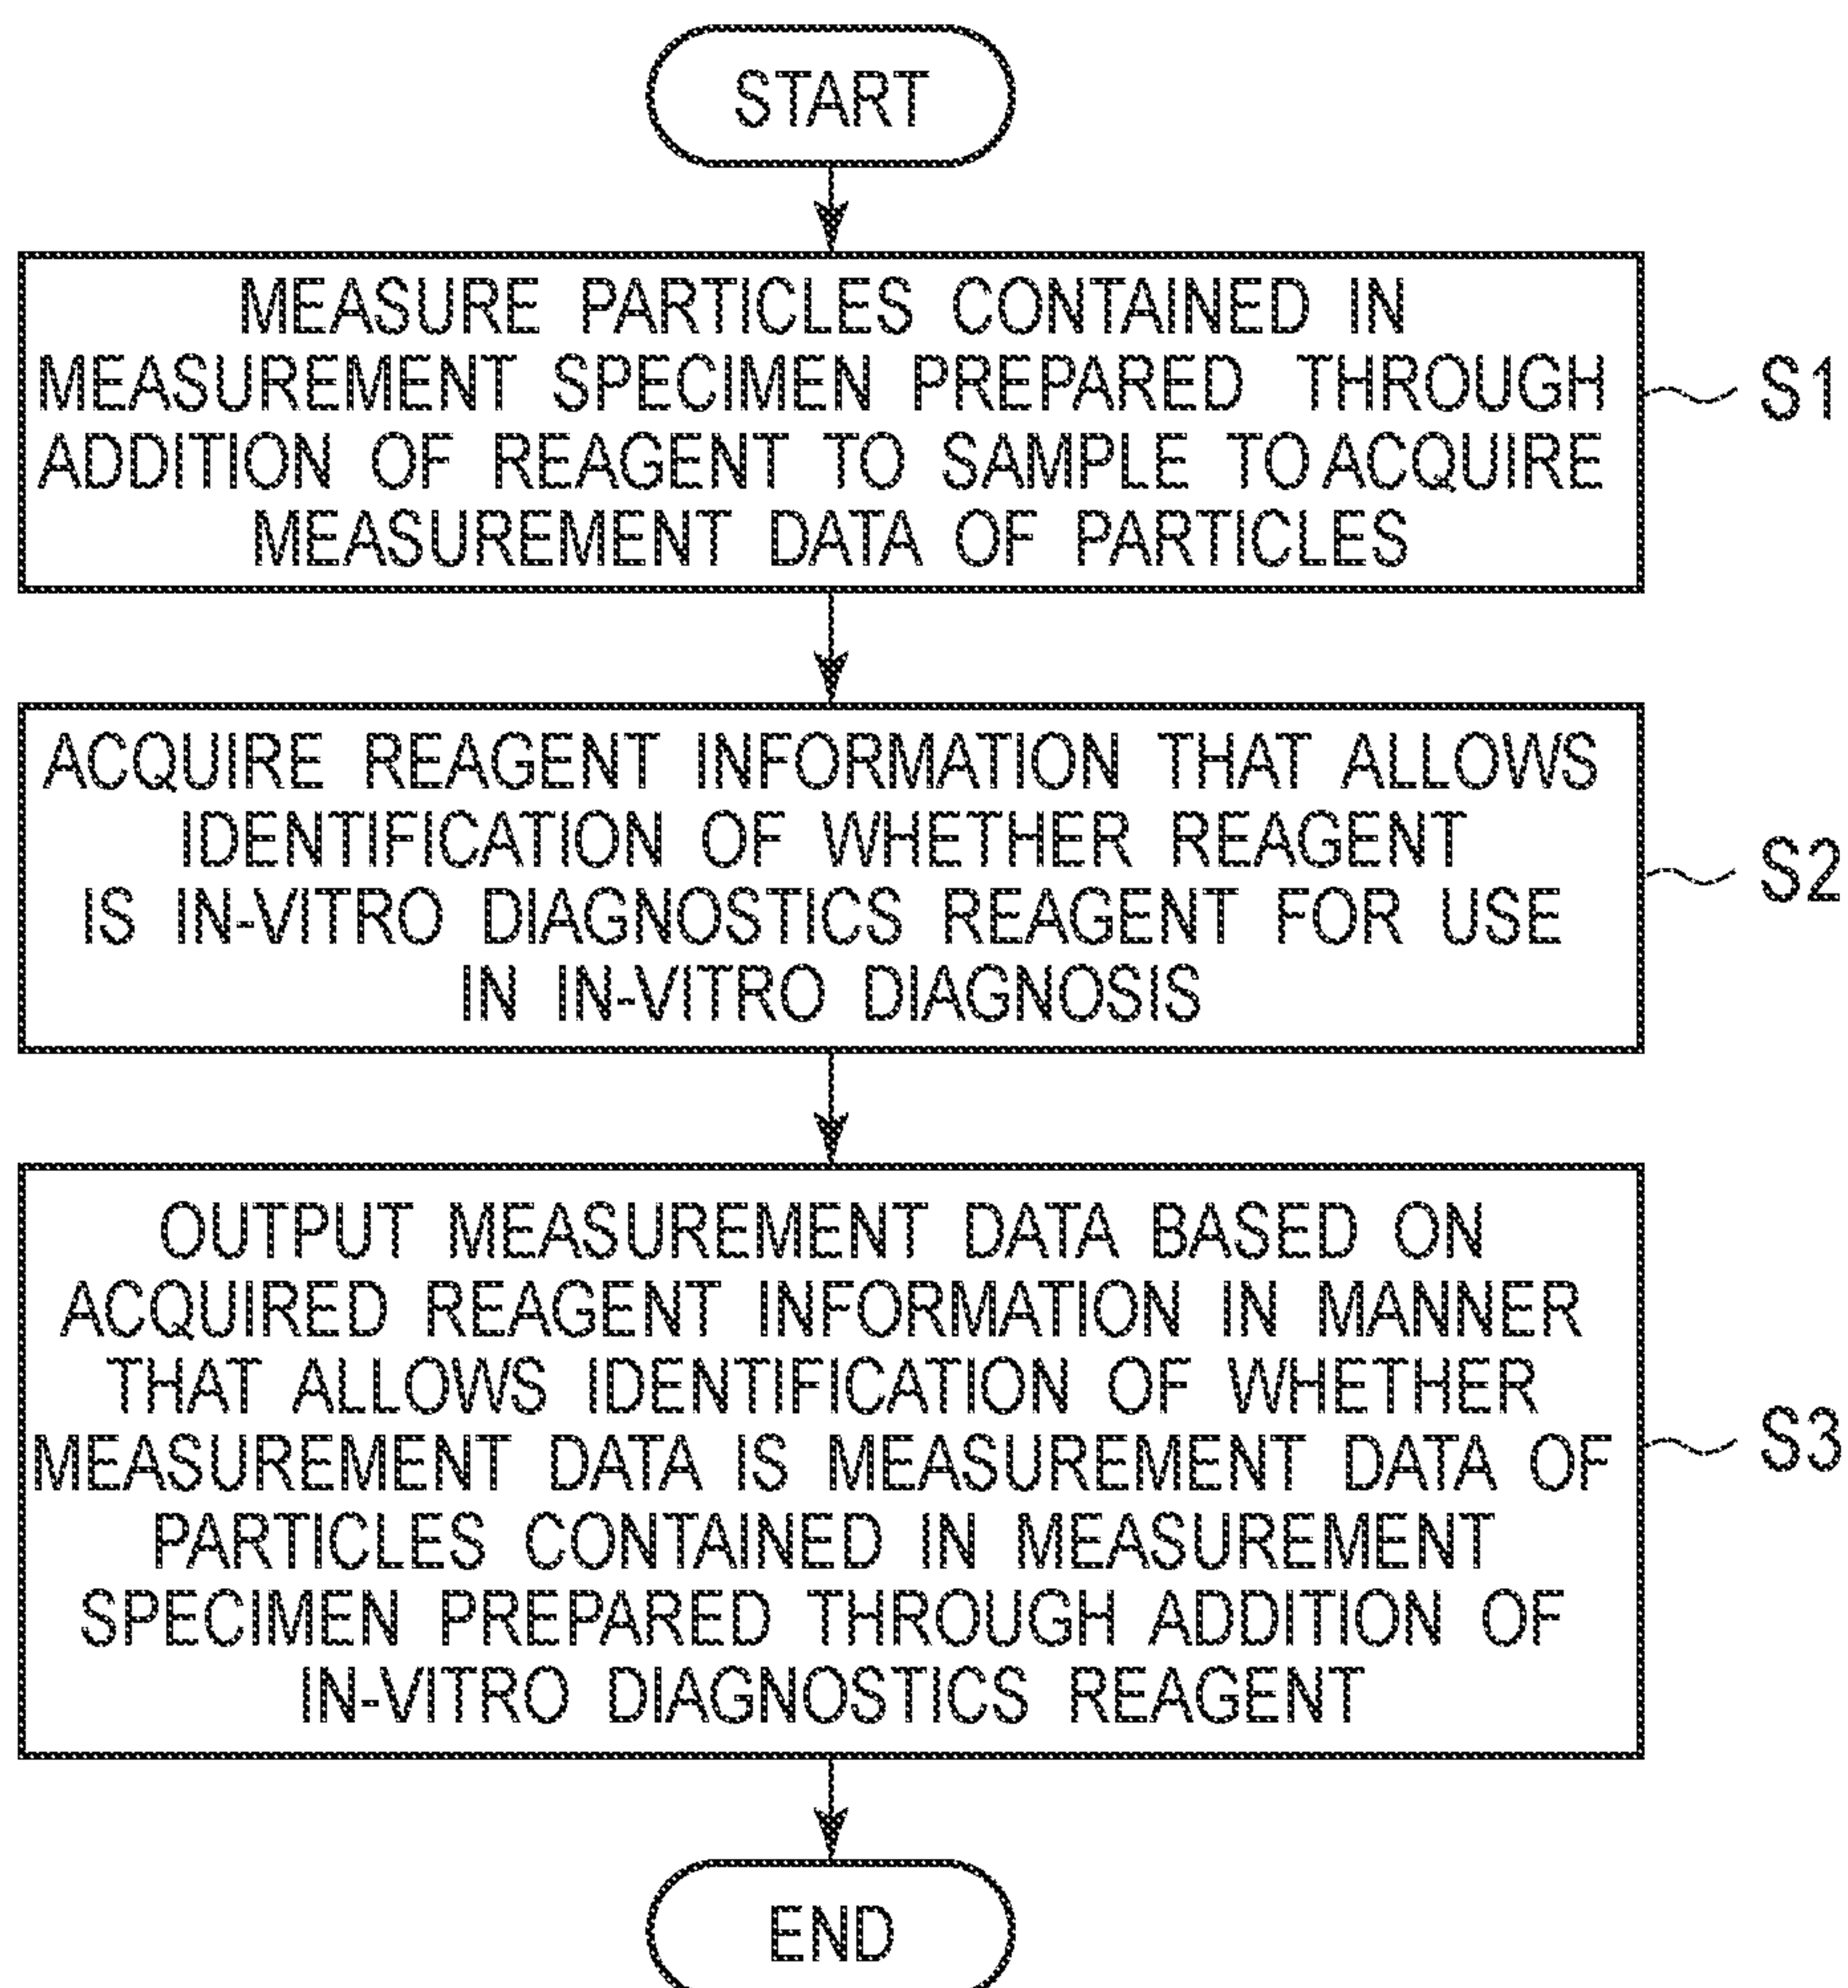 START
MEASURE PARTICLES CONTAINED IN
MEASUREMENT SPECIMEN PREPARED THROUGH
ADDITION OF REAGENT TO SAMPLE TO ACQUIRE
MEASUREMENT DATA OF PARTICLES
S1
ACQUIRE REAGENT INFORMATION THAT ALLOWS
IDENTIFICATION OF WHETHER REAGENT
IS IN-VITRO DIAGNOSTICS REAGENT FOR USE
IN IN-VITRO DIAGNOSIS
S2
OUTPUT MEASUREMENT DATA BASED ON
ACQUIRED REAGENT INFORMATION IN MANNER
THAT ALLOWS IDENTIFICATION OF WHETHER
MEASUREMENT DATA IS MEASUREMENT DATA OF
PARTICLES CONTAINED IN MEASUREMENT
SPECIMEN PREPARED THROUGH ADDITION OF
IN-VITRO DIAGNOSTICS REAGENT
S3
END